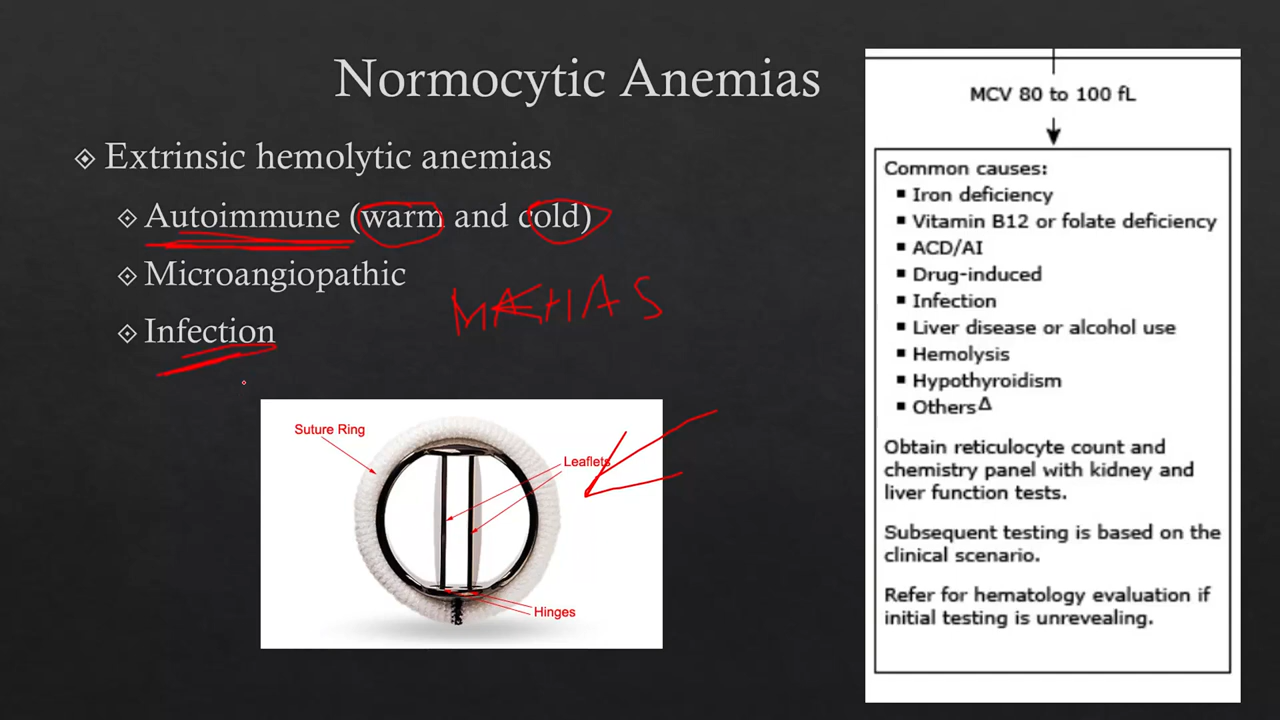 Normocytic Anemias
Extrinsic hemolytic anemias
Autoimmune (warm and cold)
Microangiopathic
Infection
Suture Ring
Leaflets
Hinges
MCV 80 to 100 fL
Common causes:
Iron deficiency
Vitamin B12 or folate deficiency
ACD/AI
Drug-induced
Infection
Liver disease or alcohol use
Hemolysis
Hypothyroidism
OthersΔ
Obtain reticulocyte count and
chemistry panel with kidney and
liver function tests.
Subsequent testing is based on the
clinical scenario.
Refer for hematology evaluation if
initial testing is unrevealing.